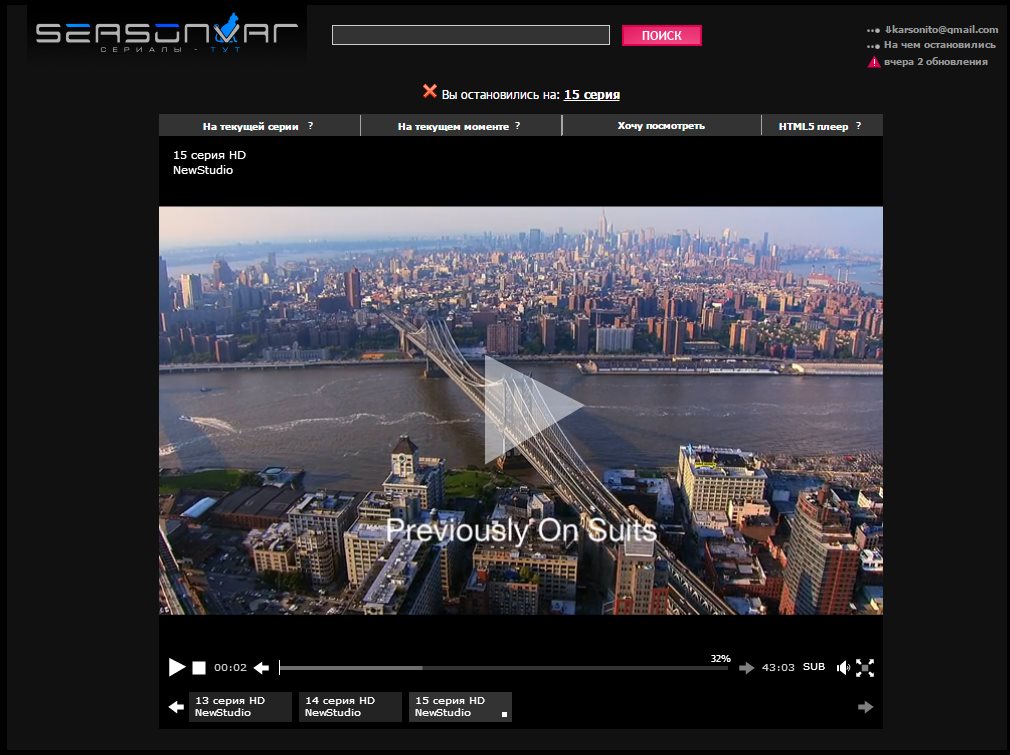 SEASONVAR
СЕРИАЛЫ - ТУТ
ПОИСК
#karsonito@gmail.com
На чем остановились
вчера 2 обновления
Вы остановились на: 15 серия
На текущей серии ?
На текущем моменте ?
Хочу посмотреть
HTML5 плеер ?
15 серия HD
NewStudio
Previously On Suits
00:02
32%
43:03
SUB
13 серия HD
NewStudio
14 серия HD
NewStudio
15 серия HD
NewStudio